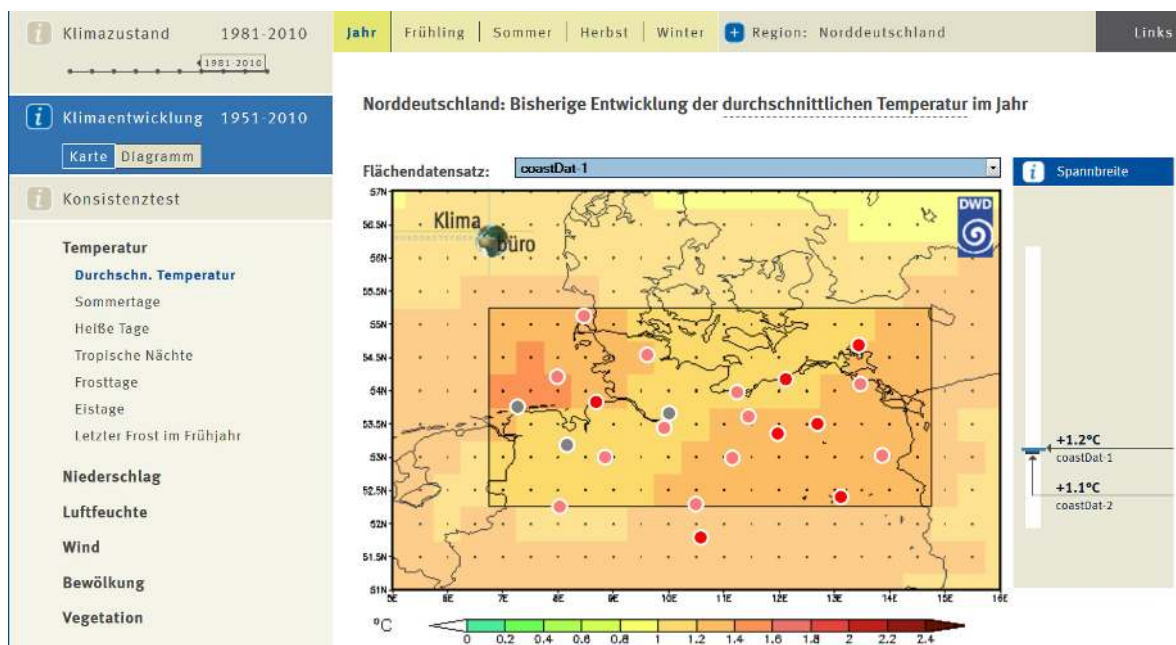 Klimazustand 1981-2010
1981-2010
Klimaentwicklung 1951-2010
Karte Diagramm
Konsistenztest
Temperatur
Durchschn. Temperatur
Sommertage
Heiße Tage
Tropische Nächte
Frosttage
Eistage
Letzter Frost im Frühjahr
Niederschlag
Luftfeuchte
Wind
Bewölkung
Vegetation
Jahr Frühling Sommer Herbst Winter Region: Norddeutschland Links
Norddeutschland: Bisherige Entwicklung der durchschnittlichen Temperatur im Jahr
Flächendatensatz: coastDat-1
57N
56.5N
56N
55.5N
55N
54.5N
54N
53.5N
53N
52.5N
52N
51.5N
51N
5E 6E 7E 8E 9E 10E 11E 12E 13E 14E 15E 16E
Klima
büro
DWD
°C
0 0.2 0.4 0.6 0.8 1 1.2 1.4 1.6 1.8 2 2.2 2.4
Spannbreite
+1.2°C
coastDat-1
+1.1°C
coastDat-2